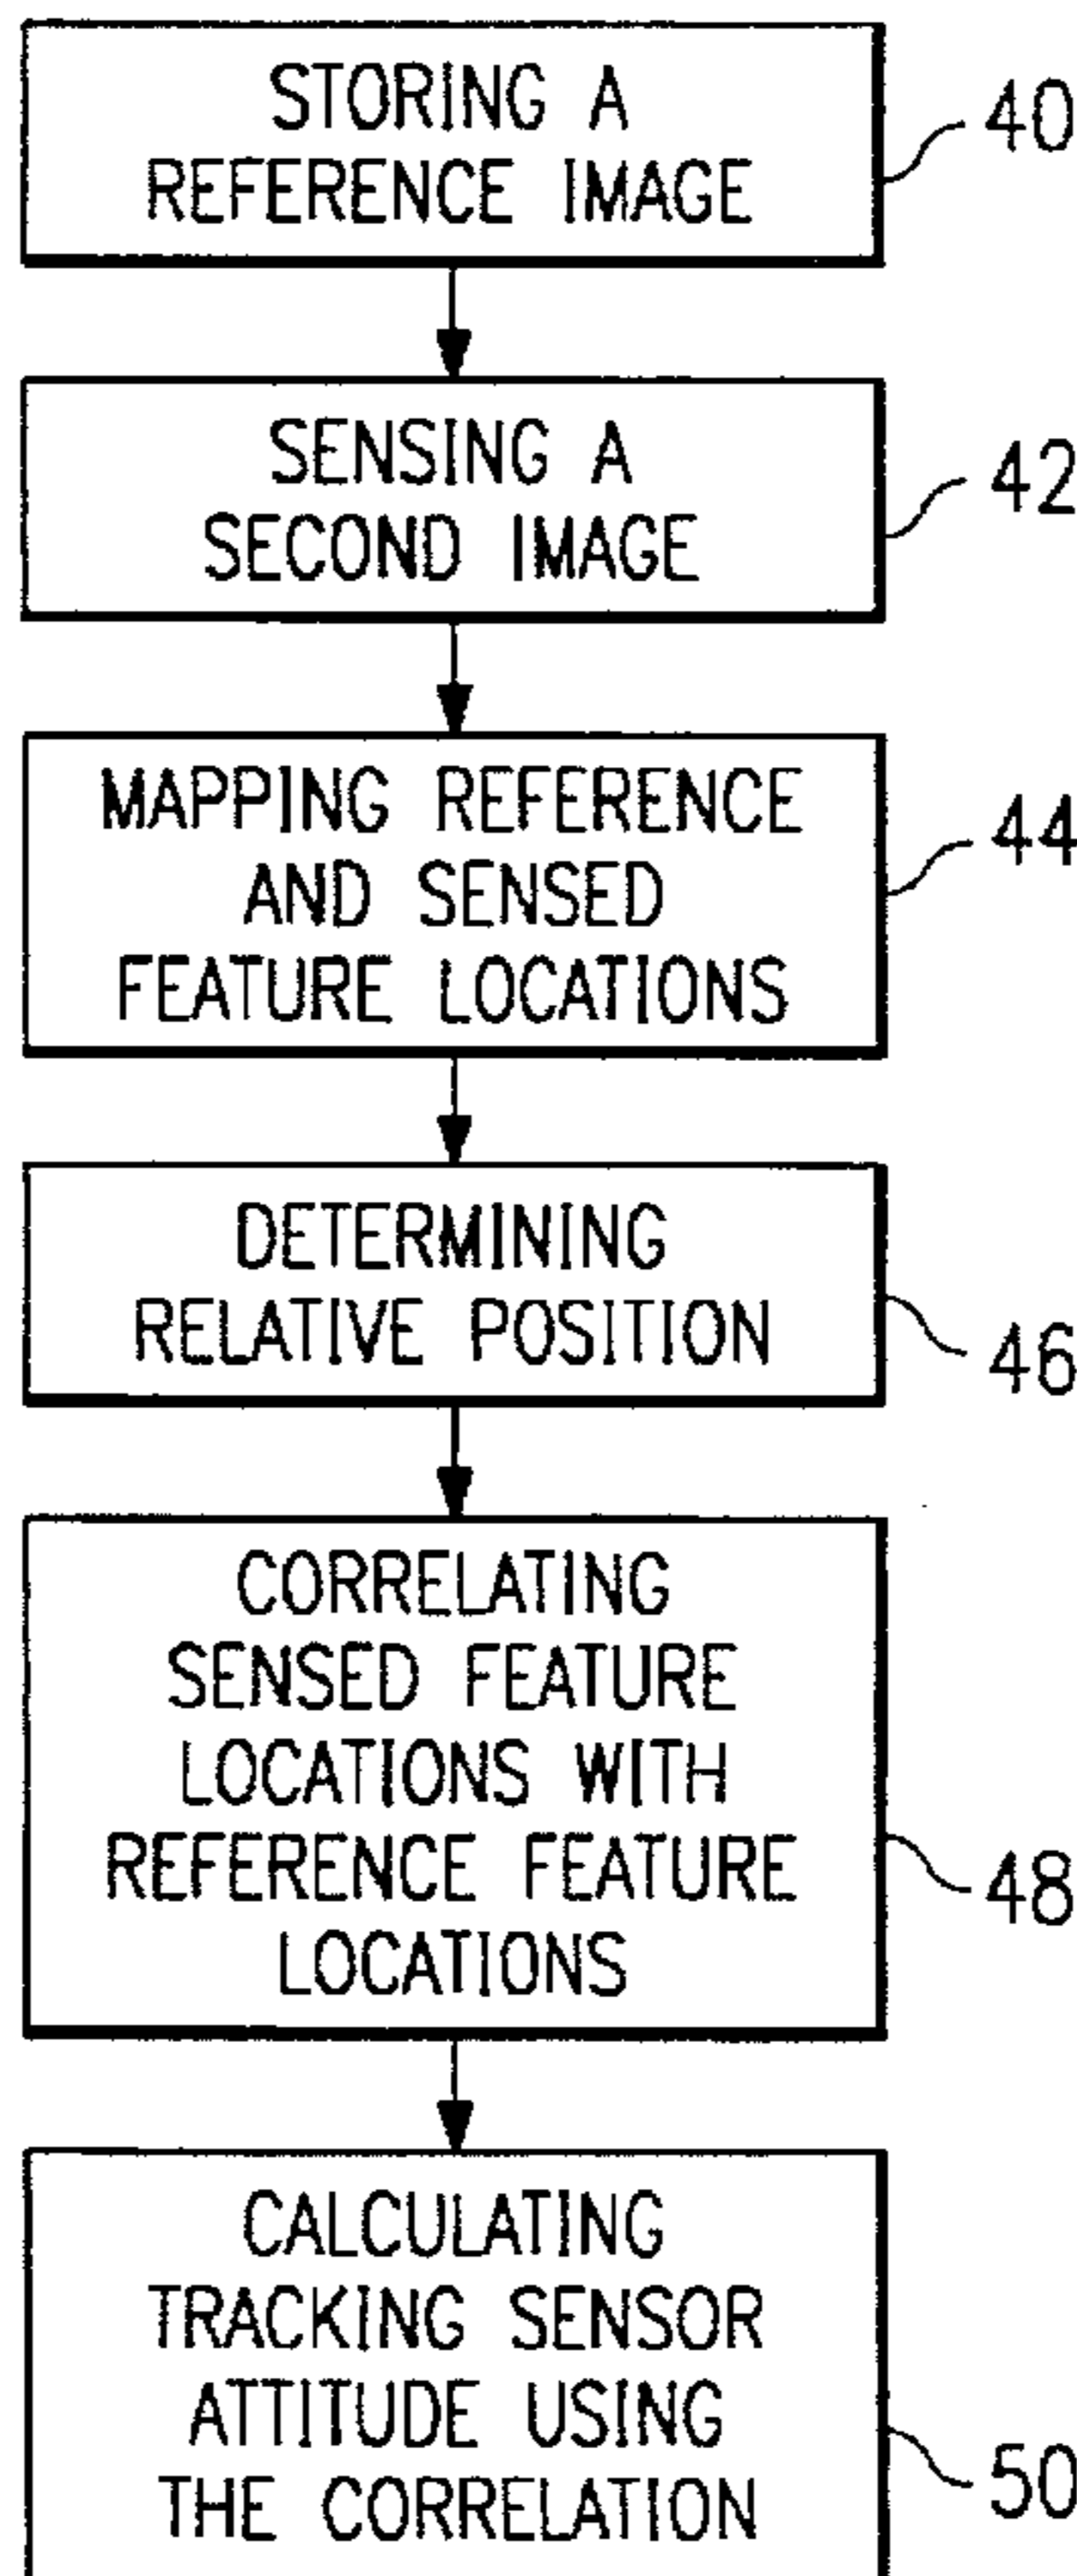 STORING A
REFERENCE IMAGE
40
SENSING A
SECOND IMAGE
42
MAPPING REFERENCE
AND SENSED
FEATURE LOCATIONS
44
DETERMINING
RELATIVE POSITION
46
CORRELATING
SENSED FEATURE
LOCATIONS WITH
REFERENCE FEATURE
LOCATIONS
48
CALCULATING
TRACKING SENSOR
ATTITUDE USING
THE CORRELATION
50